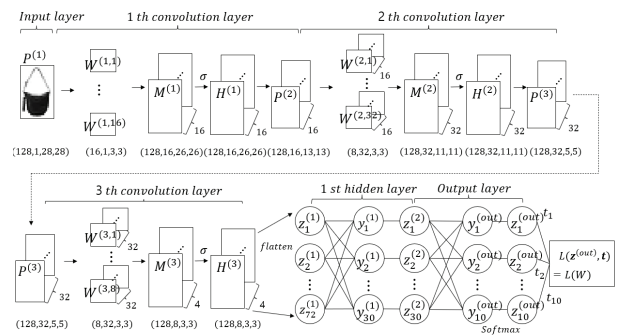 Input layer 1 th convolution layer 2 th convolution layer
P(1) W(1,1) ⋮ W(1,16) M(1) 16 σ H(1) 16 P(2) 16 W(2,1) 16 ⋮ W(2,32) 16 M(2) 32 σ H(2) 32 P(3) 32
(128,1,28,28) (16,1,3,3) (128,16,26,26) (128,16,26,26) (128,16,13,13) (8,32,3,3) (128,32,11,11) (128,32,11,11) (128,32,5,5)
3 th convolution layer 1 st hidden layer Output layer
P(3) 32 W(3,1) 32 ⋮ W(3,8) 32 M(3) 4 σ H(3) 4 flatten
z1(1) y1(1) z1(2) y1(out) z1(out) t1
z2(1) y2(1) z2(2) y2(out) z2(out) t2
⋮ ⋮ ⋮ ⋮ ⋮
z72(1) y30(1) z30(2) y10(out) z10(out) t10
L(z(out), t)
= L(W)
(128,32,5,5) (8,32,3,3) (128,8,3,3) (128,8,3,3)
Softmax